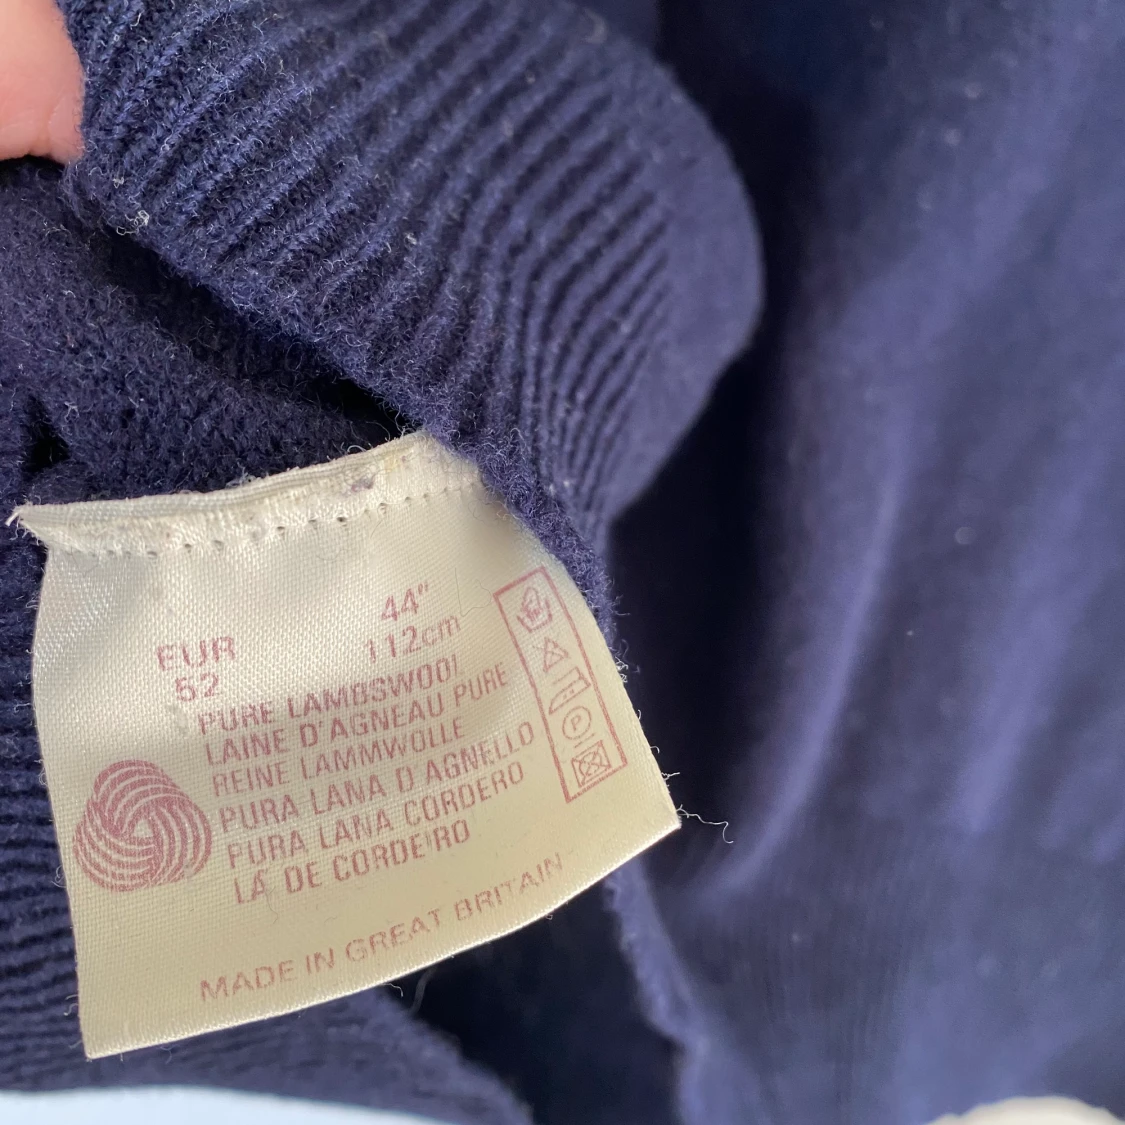 44"
EUR 112cm
52
PURE LAMBSWOOL
LAINE D'AGNEAU PURE
REINE LAMMWOLLE
PURA LANA D'AGNELLO
PURA LANA CORDERO
LÁ DE CORDEIRO
MADE IN GREAT BRITAIN
P